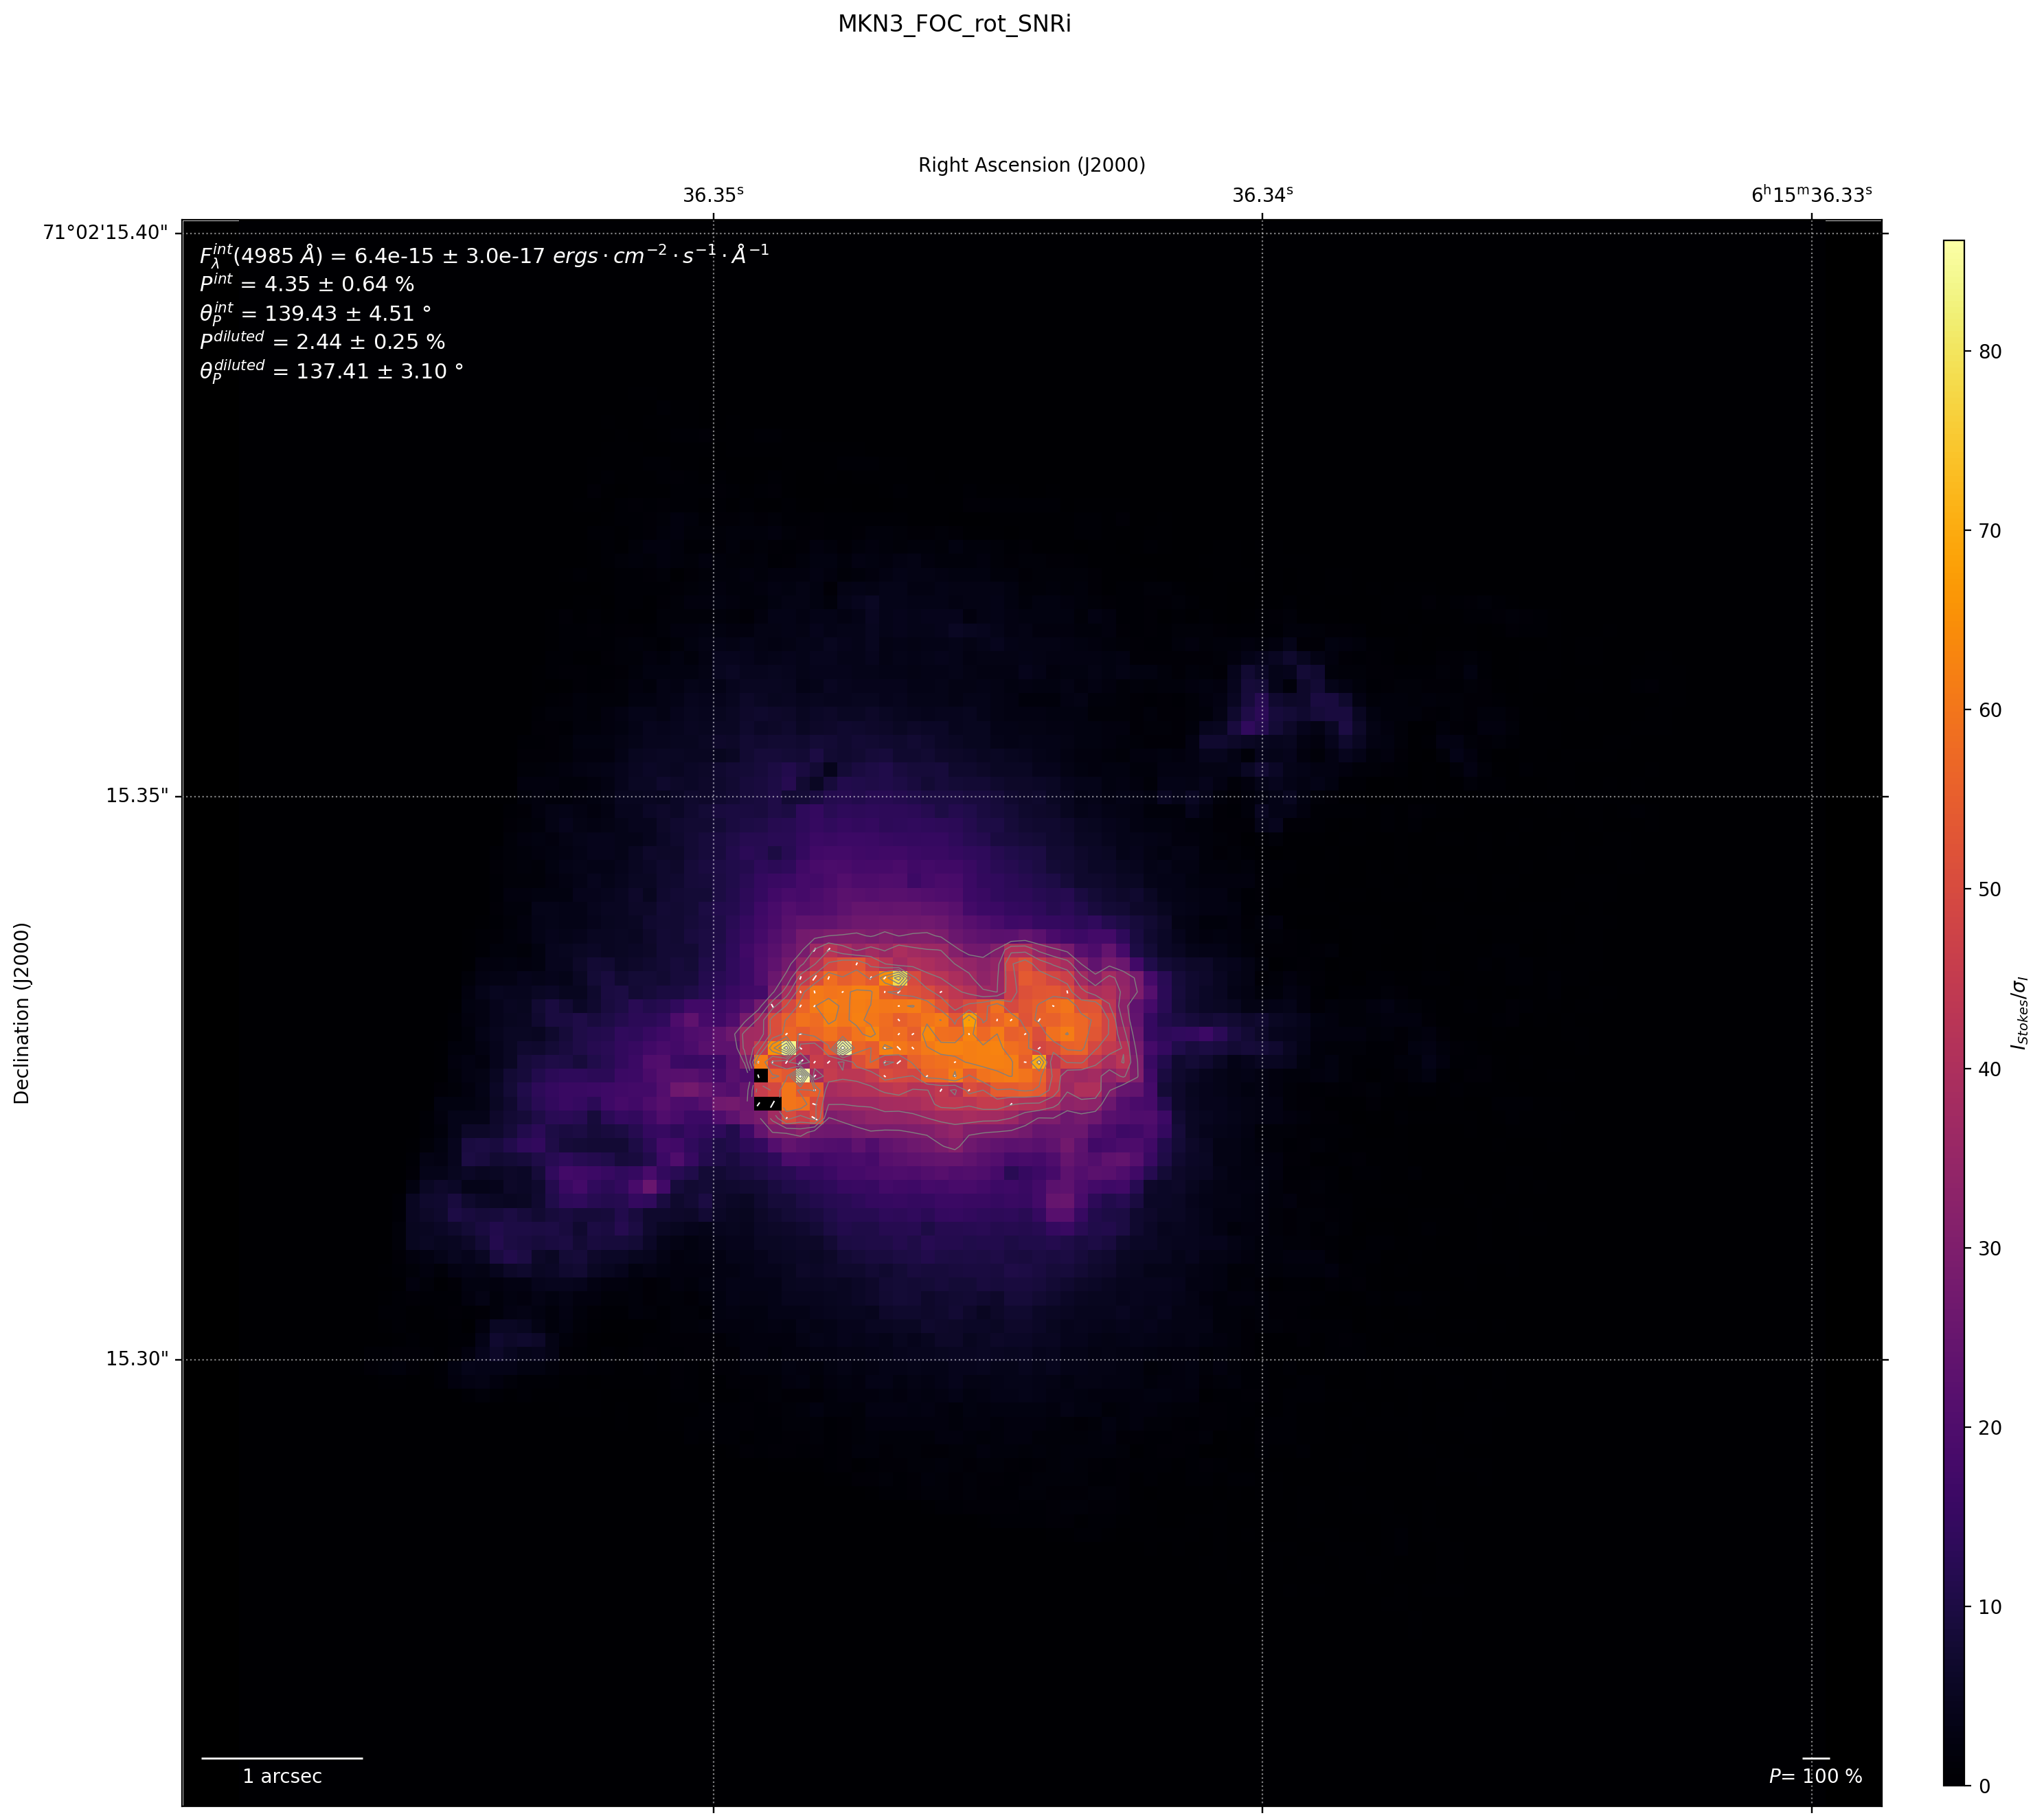 MKN3_FOC_rot_SNRi
Right Ascension (J2000)
36.35s 36.34s 6h15m36.33s
71°02'15.40"
15.35"
15.30"
Declination (J2000)
F_λ^int(4985 Å) = 6.4e-15 ± 3.0e-17 ergs · cm⁻² · s⁻¹ · Å⁻¹
P^int = 4.35 ± 0.64 %
θ_P^int = 139.43 ± 4.51 °
P^diluted = 2.44 ± 0.25 %
θ_P^diluted = 137.41 ± 3.10 °
1 arcsec
P= 100 %
80
70
60
50
40
30
20
10
0
I_Stokes/σ_I